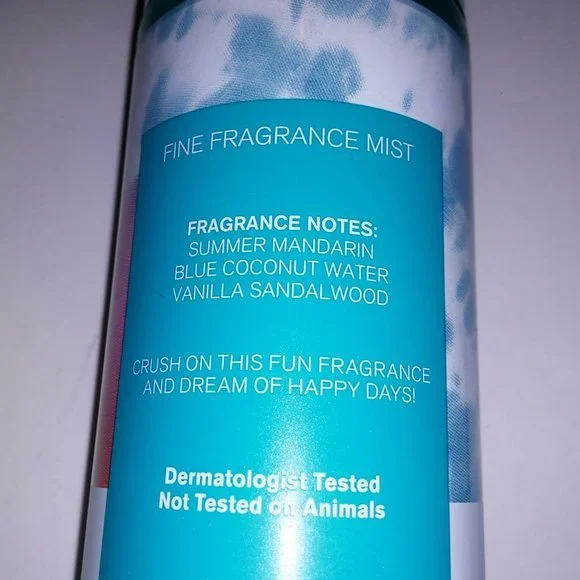 FINE FRAGRANCE MIST
FRAGRANCE NOTES:
SUMMER MANDARIN
BLUE COCONUT WATER
VANILLA SANDALWOOD
CRUSH ON THIS FUN FRAGRANCE
AND DREAM OF HAPPY DAYS!
Dermatologist Tested
Not Tested on Animals